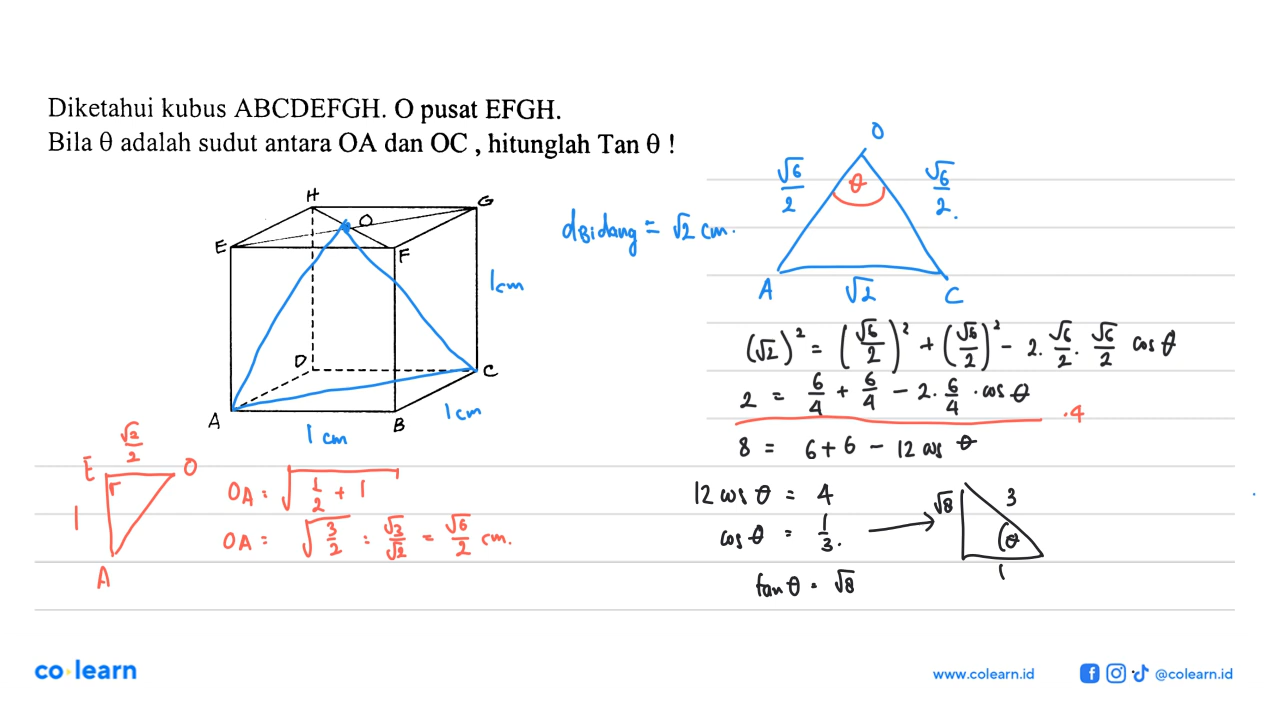 Diketahui kubus ABCDEFGH. O pusat EFGH.
Bila θ adalah sudut antara OA dan OC , hitunglah Tan θ !
H
G
O
E
F
1cm
D
C
A
B
1cm
1 cm
dBidang = √2 cm.
O
√6/2
θ
√6/2.
A
√2
C
(√2)² = (√6/2)² + (√6/2)² - 2. √6/2 . √6/2 cos θ
2 = 6/4 + 6/4 - 2. 6/4 . cos θ
.4
8 = 6+6 - 12 cos θ
12 cos θ = 4
cos θ = 1/3.
tan θ = √8
√8
3
θ
1
√2/2
E
O
1
A
OA = √(1/2 + 1)
OA = √(3/2) = √3/√2 = √6/2 cm.
co learn
www.colearn.id
@colearn.id